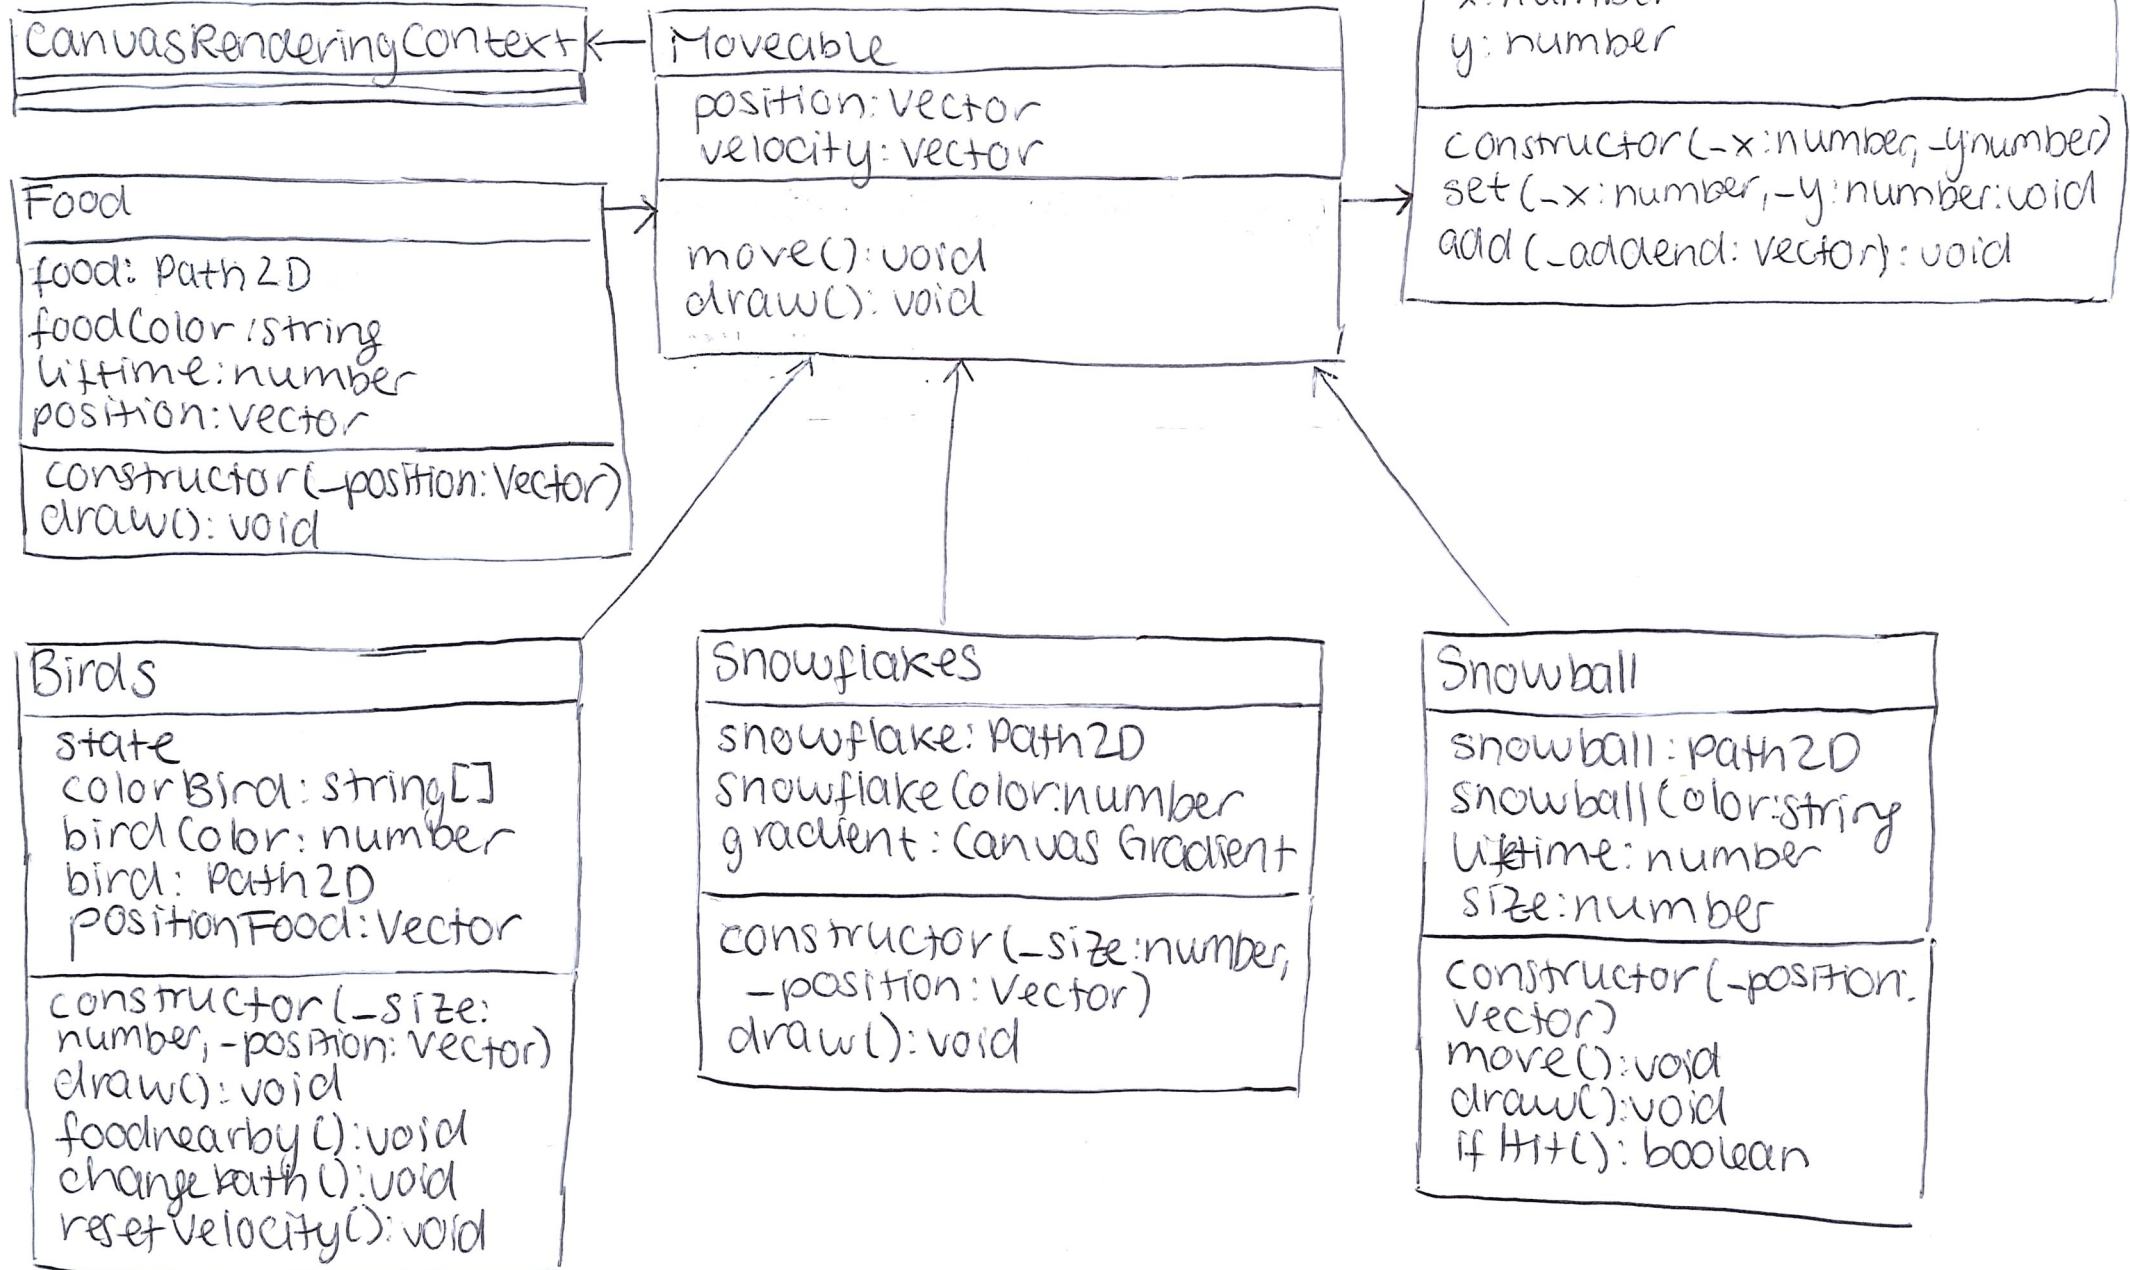 CanvasRenderingContext
Moveable
position: Vector
velocity: Vector
move(): void
draw(): void
x: number
y: number
constructor(_x: number, _y number)
set(_x: number, _y: number: void
add(_addend: Vector): void
Food
food: Path2D
foodColor: string
liftime: number
position: Vector
constructor(_position: Vector)
draw(): void
Birds
state
colorBird: string[]
birdColor: number
bird: Path2D
positionFood: Vector
constructor(_size:
number, _position: Vector)
draw(): void
foodnearby(): void
changePath(): void
resetVelocity(): void
Snowflakes
snowflake: Path2D
snowflakeColor: number
gradient: CanvasGradient
constructor(_size: number,
_position: Vector)
draw(): void
Snowball
snowball: Path2D
snowballColor: string
lifetime: number
size: number
constructor(_position:
Vector)
move(): void
draw(): void
ifHit(): boolean